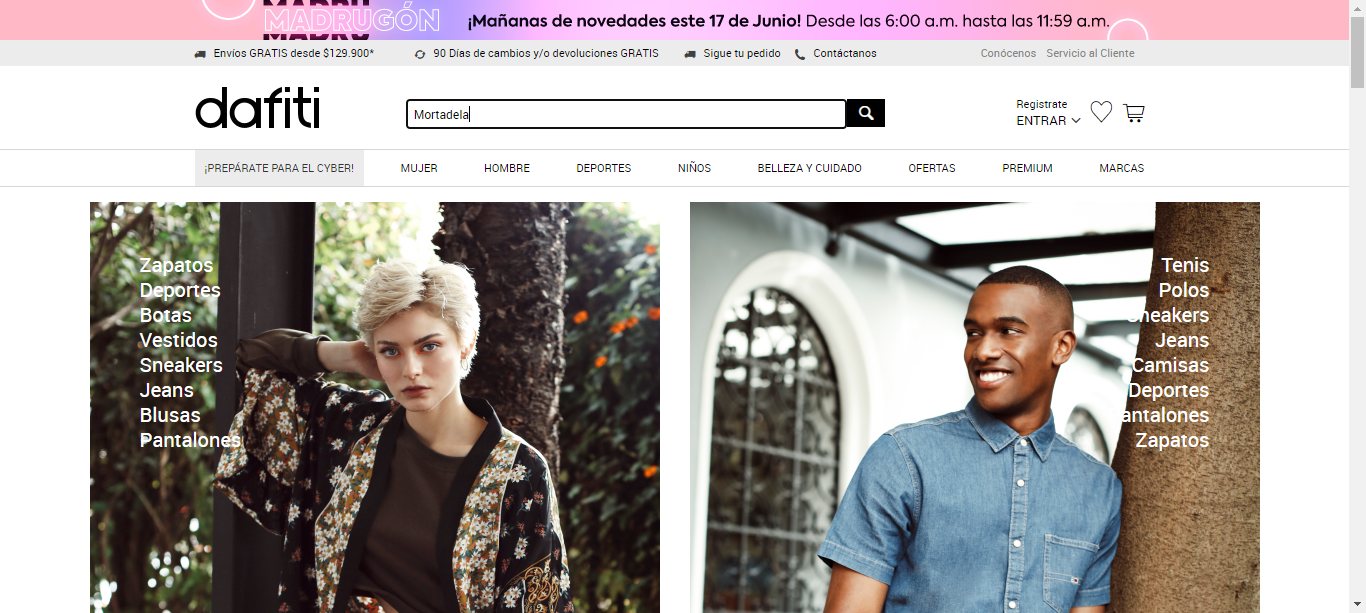 MADRU
MADRUGÓN
MADRU
¡Mañanas de novedades este 17 de Junio! Desde las 6:00 a.m. hasta las 11:59 a.m.
Envíos GRATIS desde $129.900*
90 Días de cambios y/o devoluciones GRATIS
Sigue tu pedido
Contáctanos
Conócenos
Servicio al Cliente
dafiti
Mortadela
Registrate
ENTRAR
¡PREPÁRATE PARA EL CYBER!
MUJER
HOMBRE
DEPORTES
NIÑOS
BELLEZA Y CUIDADO
OFERTAS
PREMIUM
MARCAS
Zapatos
Deportes
Botas
Vestidos
Sneakers
Jeans
Blusas
Pantalones
Tenis
Polos
Sneakers
Jeans
Camisas
Deportes
Pantalones
Zapatos